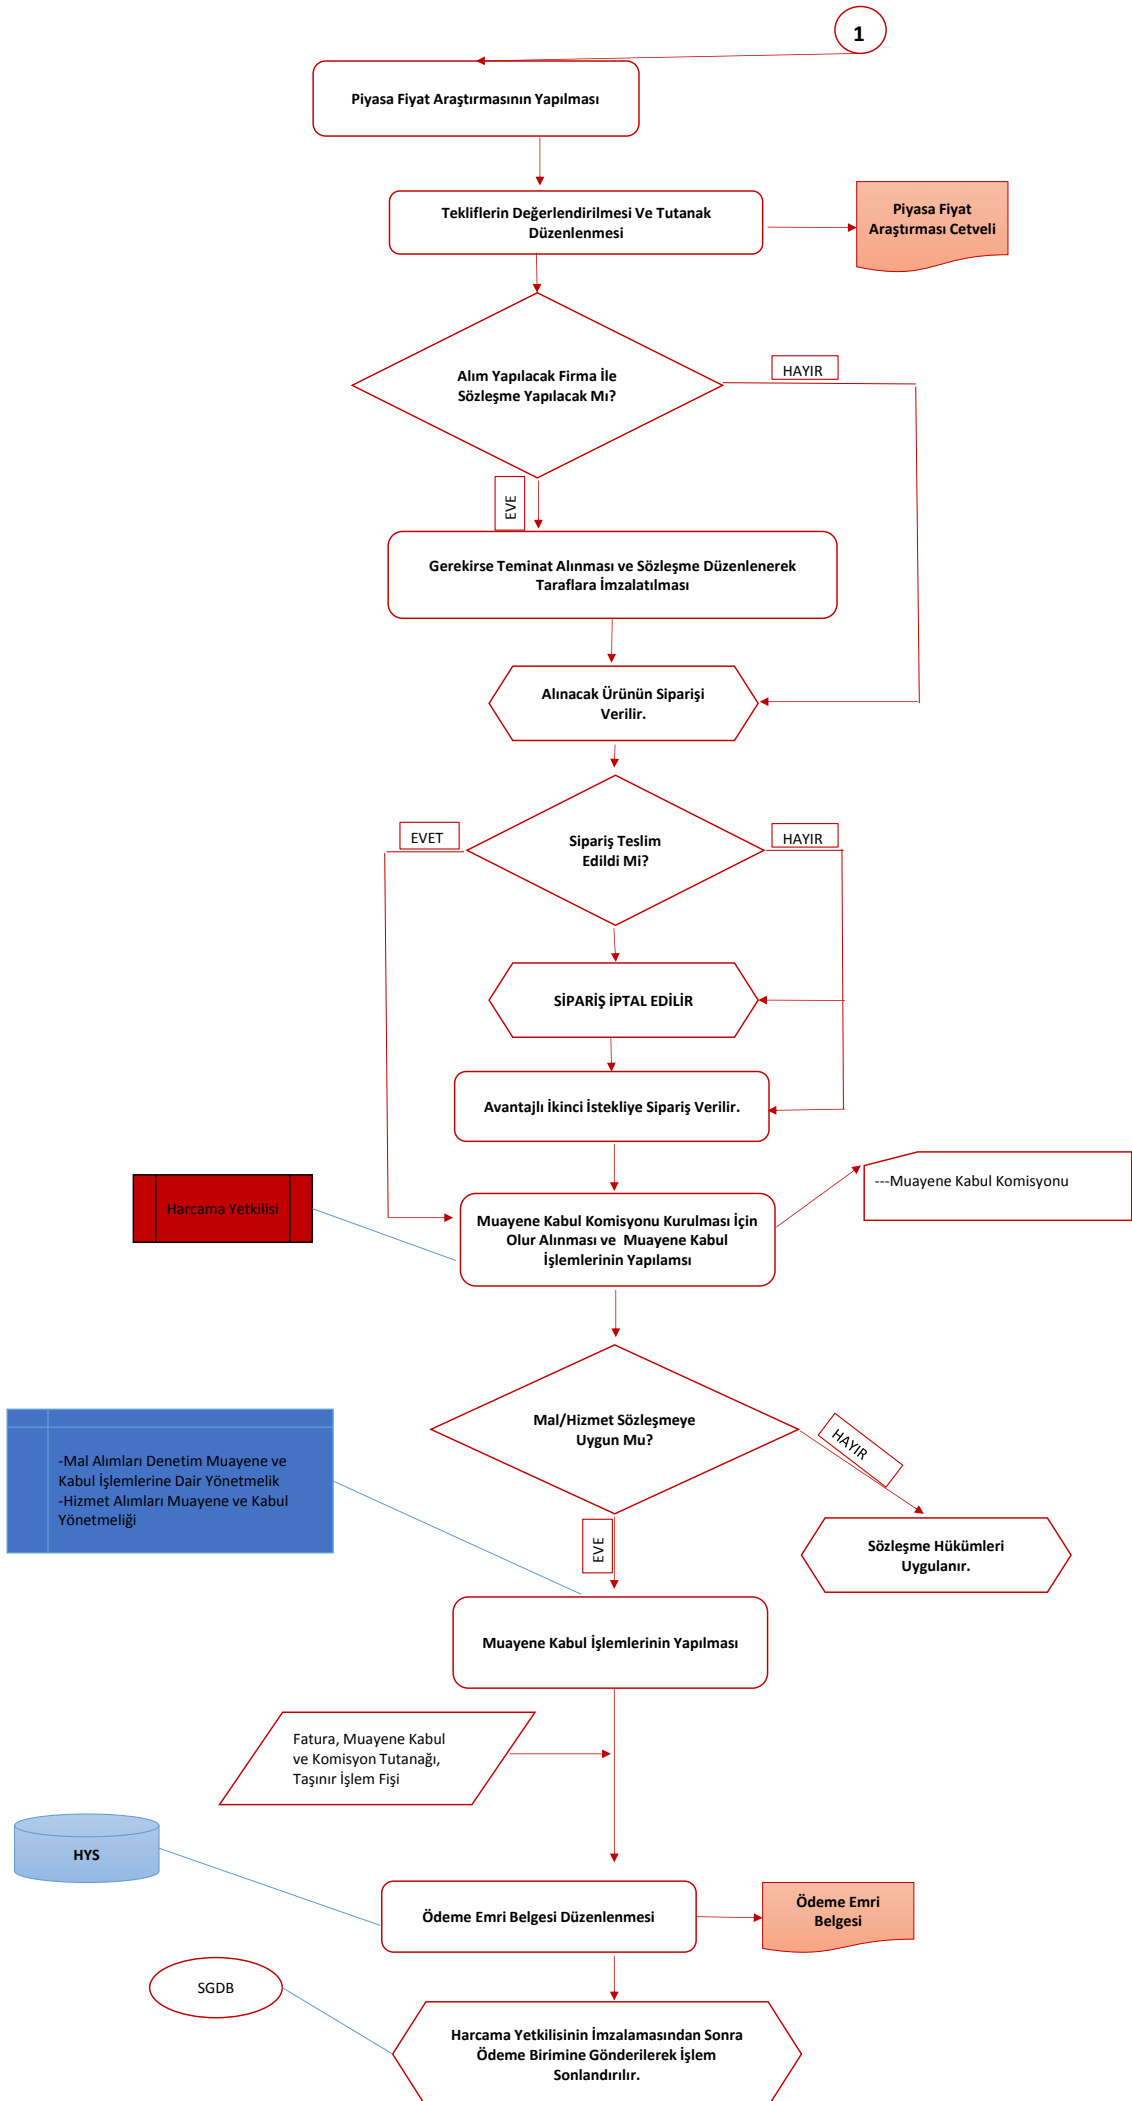 1
Piyasa Fiyat Araştırmasının Yapılması
Tekliflerin Değerlendirilmesi Ve Tutanak
Düzenlenmesi
Piyasa Fiyat
Araştırması Cetveli
Alım Yapılacak Firma İle
Sözleşme Yapılacak Mı?
HAYIR
EVE
Gerekirse Teminat Alınması ve Sözleşme Düzenlenerek
Taraflara İmzalatılması
Alınacak Ürünün Siparişi
Verilir.
EVET
Sipariş Teslim
Edildi Mi?
HAYIR
SİPARİŞ İPTAL EDİLİR
Avantajlı İkinci İstekliye Sipariş Verilir.
Harcama Yetkilisi
Muayene Kabul Komisyonu Kurulması İçin
Olur Alınması ve Muayene Kabul
İşlemlerinin Yapılamsı
---Muayene Kabul Komisyonu
Mal/Hizmet Sözleşmeye
Uygun Mu?
HAYIR
-Mal Alımları Denetim Muayene ve
Kabul İşlemlerine Dair Yönetmelik
-Hizmet Alımları Muayene ve Kabul
Yönetmeliği
EVE
Sözleşme Hükümleri
Uygulanır.
Muayene Kabul İşlemlerinin Yapılması
Fatura, Muayene Kabul
ve Komisyon Tutanağı,
Taşınır İşlem Fişi
HYS
Ödeme Emri Belgesi Düzenlenmesi
Ödeme Emri
Belgesi
SGDB
Harcama Yetkilisinin İmzalamasından Sonra
Ödeme Birimine Gönderilerek İşlem
Sonlandırılır.